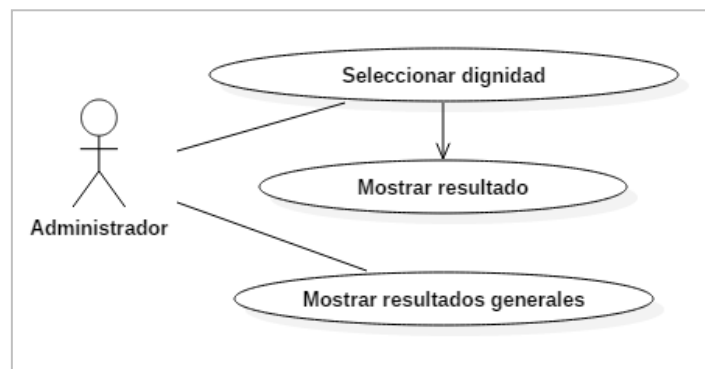 Seleccionar dignidad
Mostrar resultado
Administrador
Mostrar resultados generales